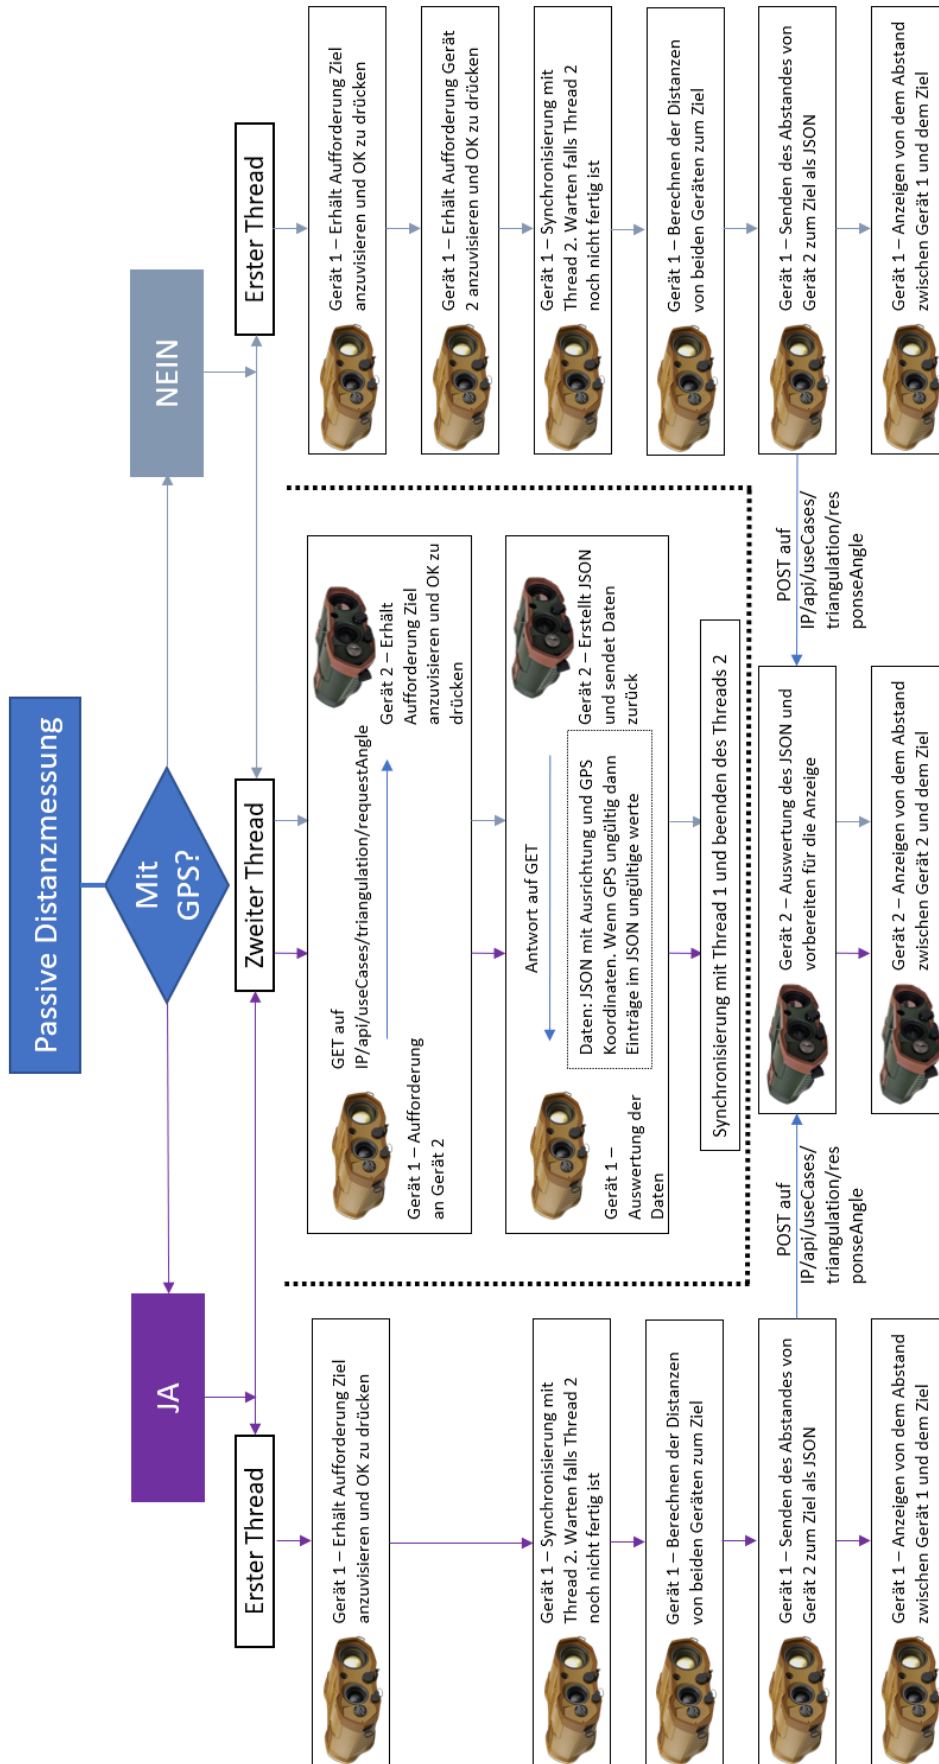 Passive Distanzmessung
Mit
GPS?
JA
NEIN
Erster Thread
Zweiter Thread
Erster Thread
Gerät 1 – Erhält Aufforderung Ziel
anzuvisieren und OK zu drücken
Gerät 1 – Synchronisierung mit
Thread 2. Warten falls Thread 2
noch nicht fertig ist
Gerät 1 – Berechnen der Distanzen
von beiden Geräten zum Ziel
Gerät 1 – Senden des Abstandes von
Gerät 2 zum Ziel als JSON
Gerät 1 – Anzeigen von dem Abstand
zwischen Gerät 1 und dem Ziel
POST auf
IP/api/useCases/
triangulation/res
ponseAngle
GET auf
IP/api/useCases/triangulation/requestAngle
Gerät 1 – Aufforderung
an Gerät 2
Gerät 2 – Erhält
Aufforderung Ziel
anzuvisieren und OK zu
drücken
Antwort auf GET
Gerät 1 –
Auswertung der
Daten
Daten: JSON mit Ausrichtung und GPS
Koordinaten. Wenn GPS ungültig dann
Einträge im JSON ungültige werte
Gerät 2 – Erstellt JSON
und sendet Daten
zurück
Synchronisierung mit Thread 1 und beenden des Threads 2
Gerät 2 – Auswertung des JSON und
vorbereiten für die Anzeige
Gerät 2 – Anzeigen von dem Abstand
zwischen Gerät 2 und dem Ziel
POST auf
IP/api/useCases/
triangulation/res
ponseAngle
Gerät 1 – Erhält Aufforderung Ziel
anzuvisieren und OK zu drücken
Gerät 1 – Erhält Aufforderung Gerät
2 anzuvisieren und OK zu drücken
Gerät 1 – Synchronisierung mit
Thread 2. Warten falls Thread 2
noch nicht fertig ist
Gerät 1 – Berechnen der Distanzen
von beiden Geräten zum Ziel
Gerät 1 – Senden des Abstandes von
Gerät 2 zum Ziel als JSON
Gerät 1 – Anzeigen von dem Abstand
zwischen Gerät 1 und dem Ziel